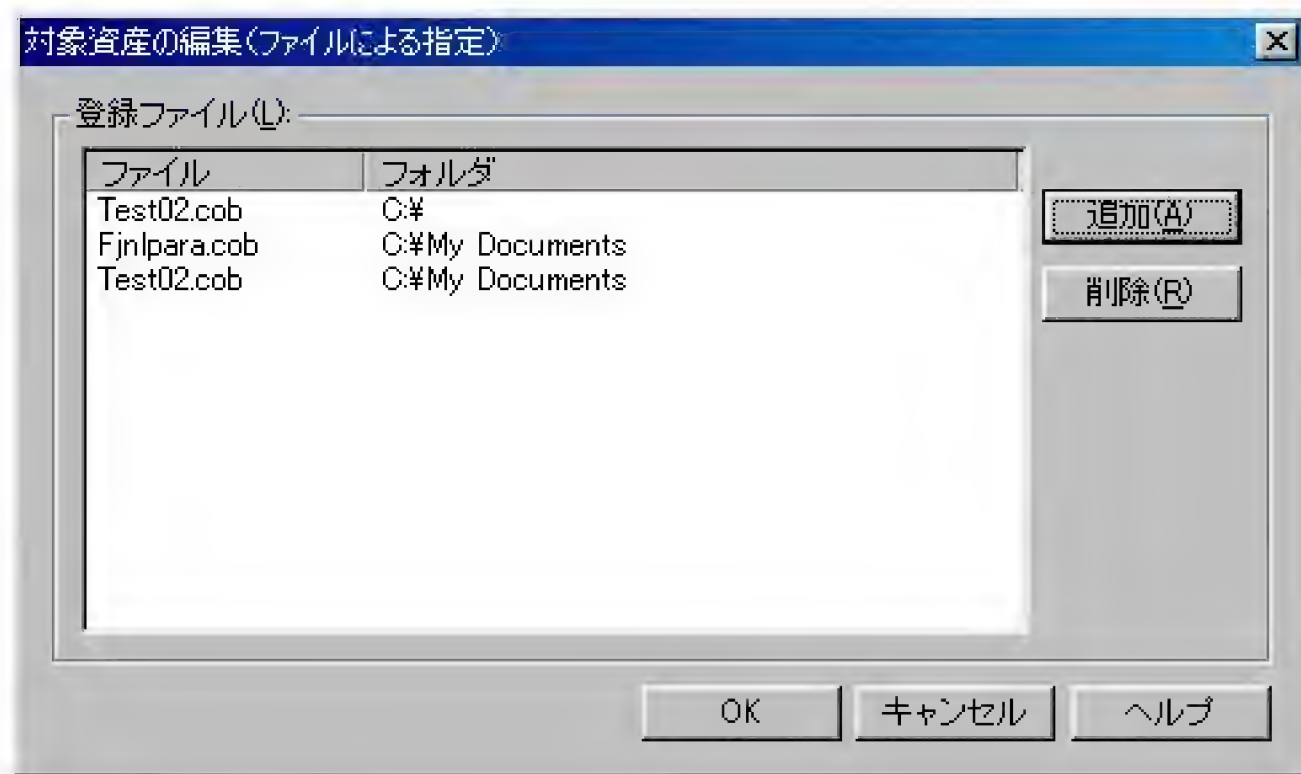 対象資産の編集(ファイルによる指定)
登録ファイル(L):
ファイル フォルダ
Test02.cob C:¥
Fjnlpara.cob C:¥My Documents
Test02.cob C:¥My Documents
追加(A)
削除(R)
OK キャンセル ヘルプ